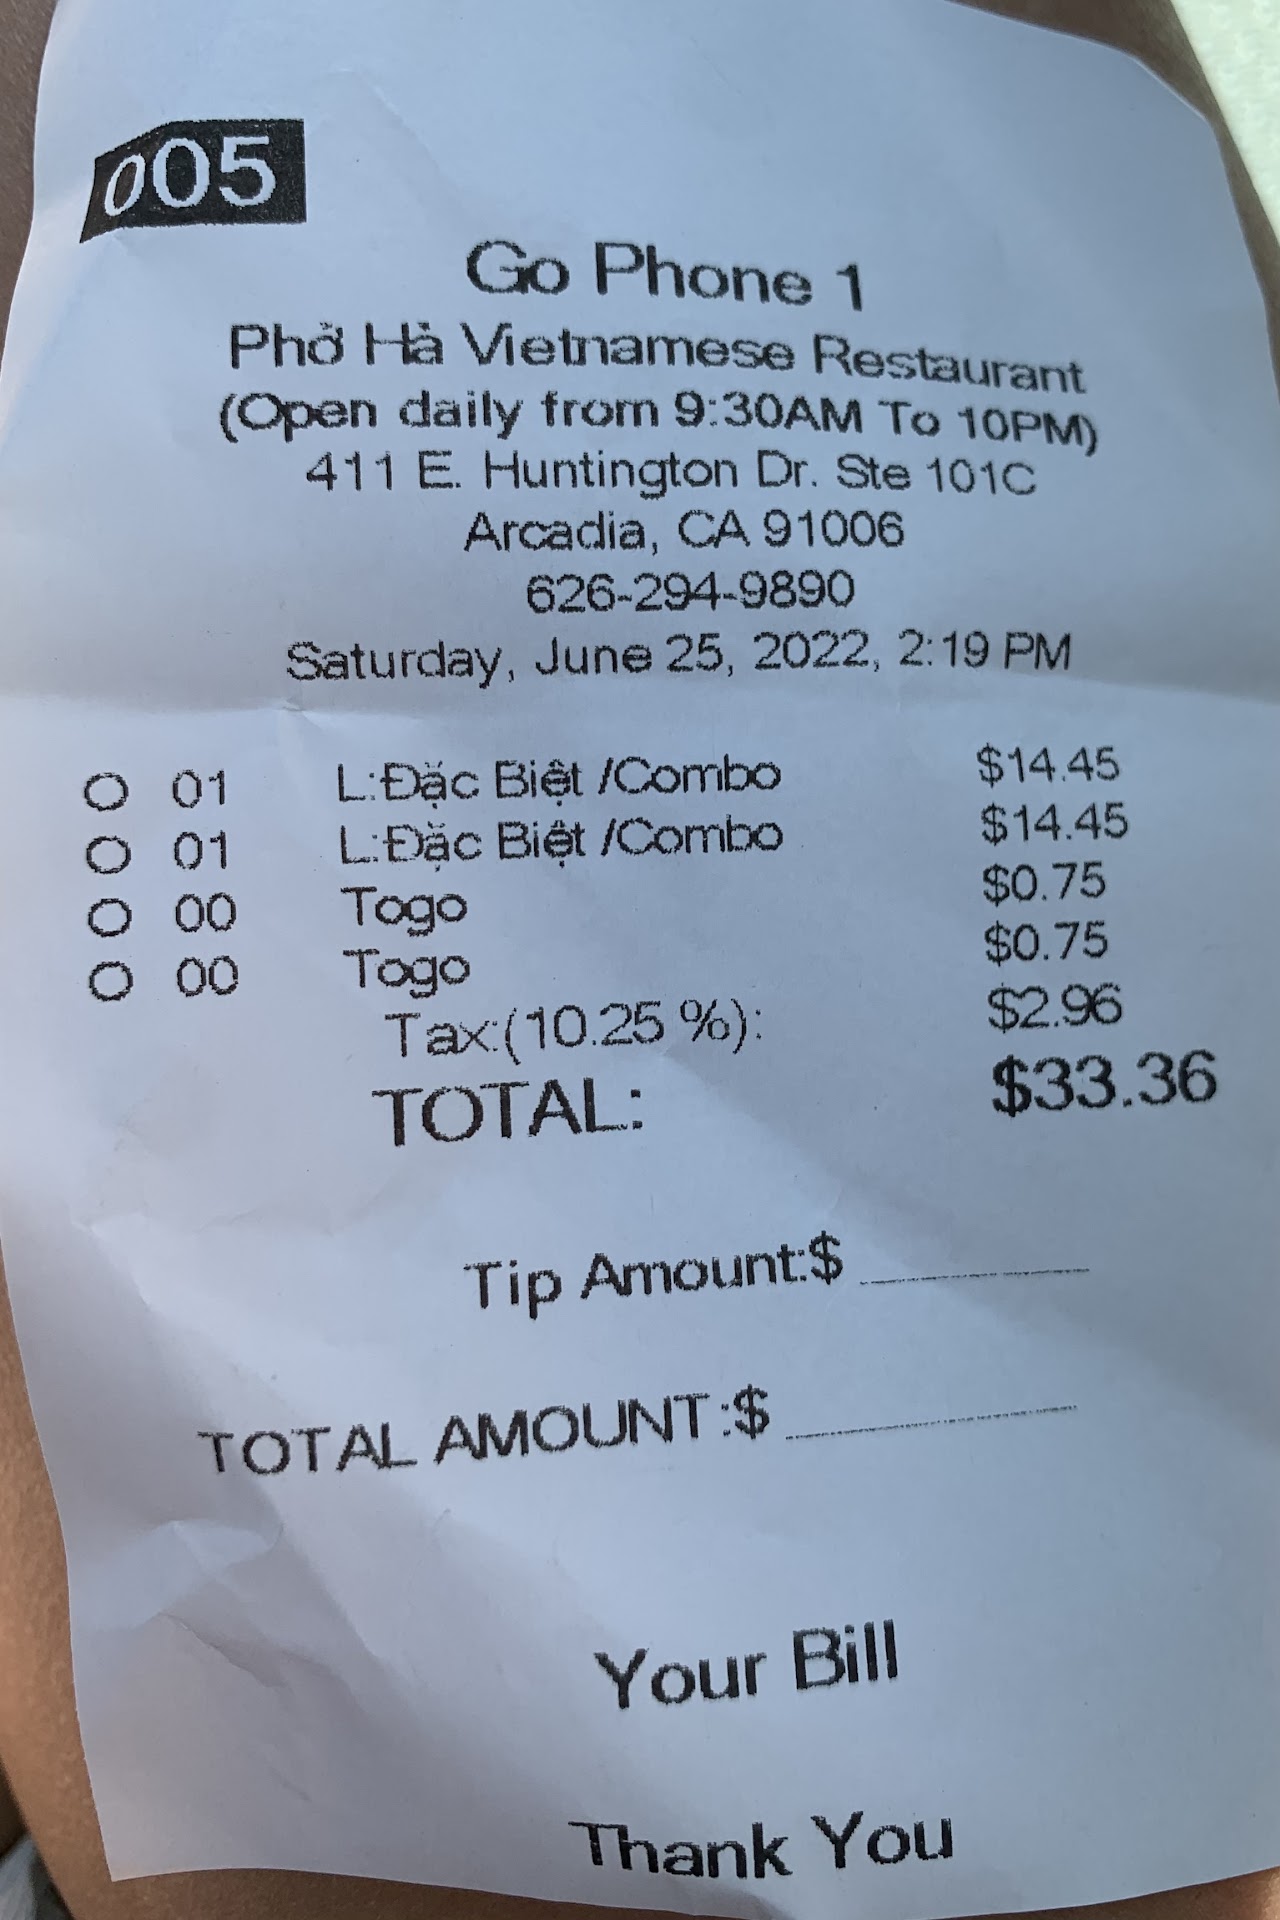 005
Go Phone 1
Phở Hà Vietnamese Restaurant
(Open daily from 9:30AM To 10PM)
411 E. Huntington Dr. Ste 101C
Arcadia, CA 91006
626-294-9890
Saturday, June 25, 2022, 2:19 PM
O 01 L:Đặc Biệt /Combo $14.45
O 01 L:Đặc Biệt /Combo $14.45
O 00 Togo $0.75
O 00 Togo $0.75
Tax:(10.25 %): $2.96
TOTAL: $33.36
Tip Amount:$
TOTAL AMOUNT:$
Your Bill
Thank You